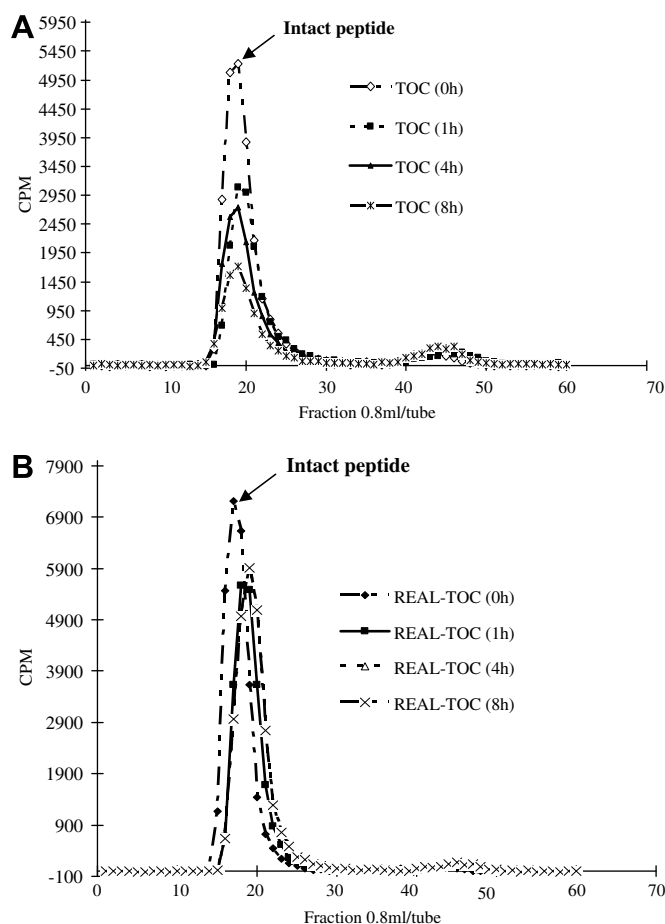 A
5950
5450
4950
4450
3950
3450
2950
2450
1950
1450
950
450
-50
CPM
Intact peptide
TOC (0h)
TOC (1h)
TOC (4h)
TOC (8h)
10 20 30 40 50 60 70
Fraction 0.8ml/tube
B
7900
6900
5900
4900
3900
2900
1900
900
-100
CPM
Intact peptide
REAL-TOC (0h)
REAL-TOC (1h)
REAL-TOC (4h)
REAL-TOC (8h)
0 10 20 30 40 50 60 70
Fraction 0.8ml/tube